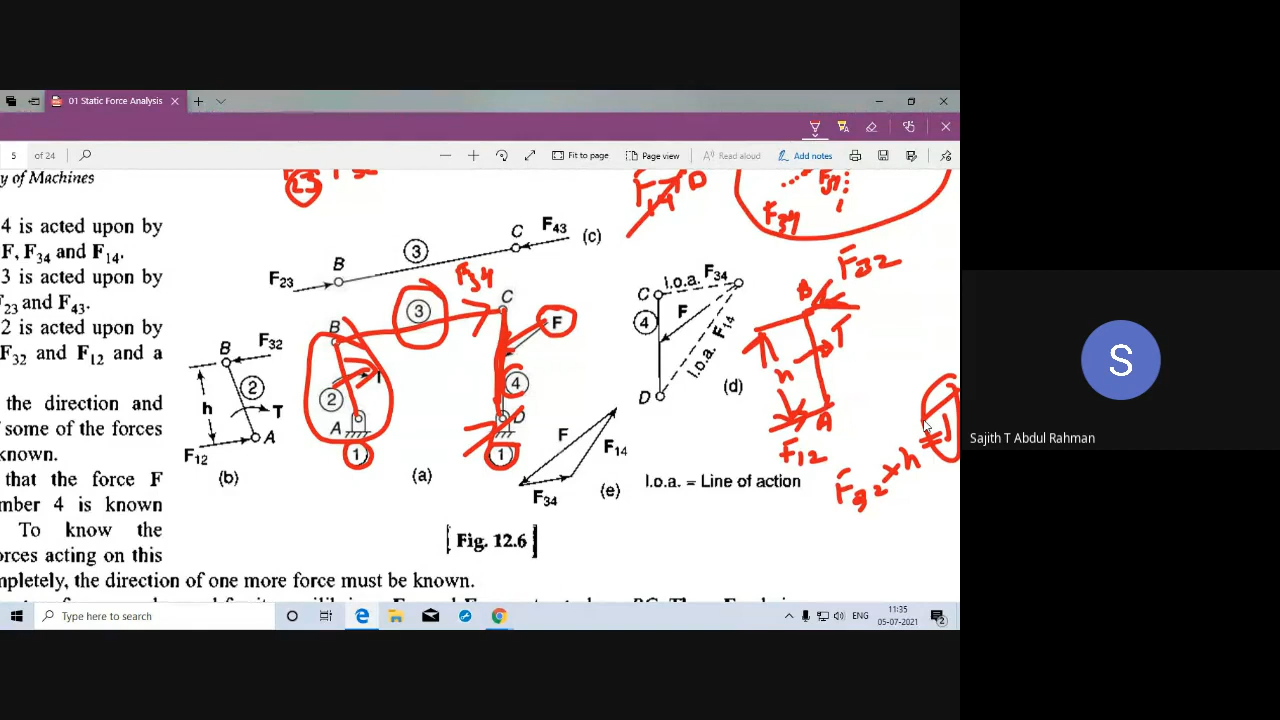 01 Static Force Analysis
5 of 24
Fit to page
Page view
Read aloud
Add notes
y of Machines
23
F14 D
F34
F34
4 is acted upon by
F, F34 and F14.
3 is acted upon by
F23 and F43.
2 is acted upon by
F32 and F12 and a
the direction and
some of the forces
known.
that the force F
mber 4 is known
To know the
orces acting on this
mpletely, the direction of one more force must be known.
F23 B 3 C F43 (c)
B F32 2 h T A F12 (b)
B 3 F34 C F 2 4 A D 1 1 (a)
C l.o.a. F34 4 F l.o.a. F14 D (d)
F F14 F34 (e)
l.o.a. = Line of action
B F32 T h A F12
F32 × h = T
[ Fig. 12.6 ]
S
Sajith T Abdul Rahman
Type here to search
ENG
11:35
05-07-2021
2